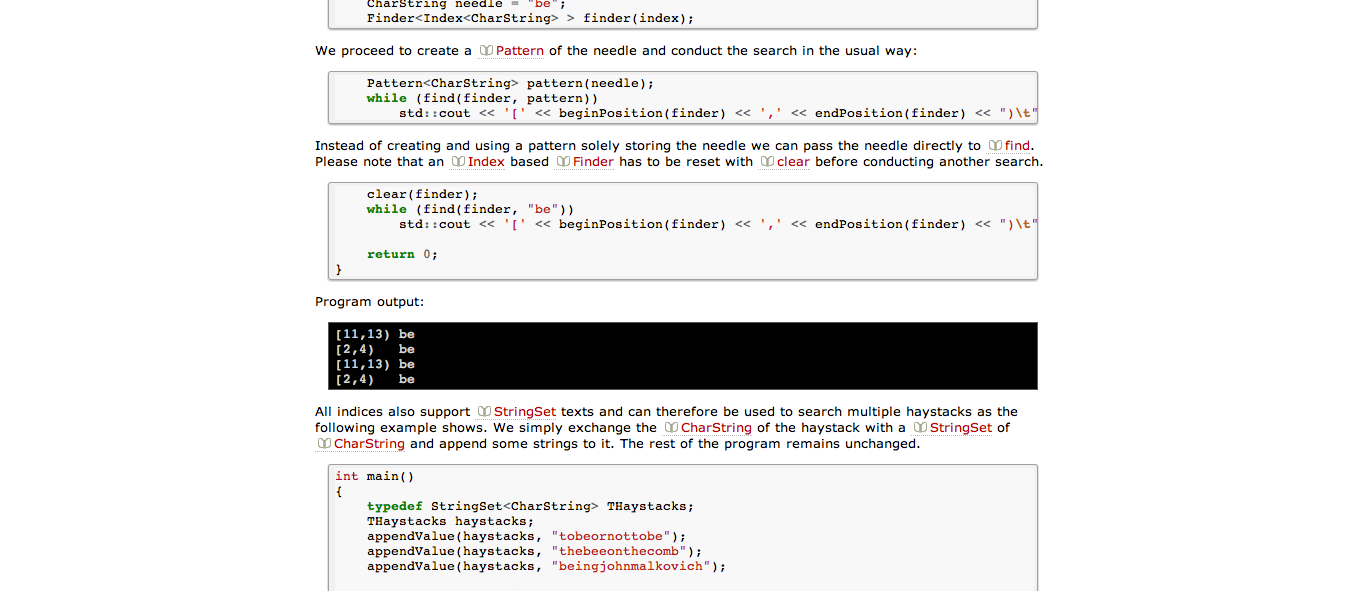 CharString needle = "be";
Finder<Index<CharString> > finder(index);
We proceed to create a Pattern of the needle and conduct the search in the usual way:
Pattern<CharString> pattern(needle);
while (find(finder, pattern))
std::cout << '[' << beginPosition(finder) << ',' << endPosition(finder) << ")\t"
Instead of creating and using a pattern solely storing the needle we can pass the needle directly to find.
Please note that an Index based Finder has to be reset with clear before conducting another search.
clear(finder);
while (find(finder, "be"))
std::cout << '[' << beginPosition(finder) << ',' << endPosition(finder) << ")\t"
return 0;
}
Program output:
[11,13) be
[2,4) be
[11,13) be
[2,4) be
All indices also support StringSet texts and can therefore be used to search multiple haystacks as the
following example shows. We simply exchange the CharString of the haystack with a StringSet of
CharString and append some strings to it. The rest of the program remains unchanged.
int main()
{
typedef StringSet<CharString> THaystacks;
THaystacks haystacks;
appendValue(haystacks, "tobeornottobe");
appendValue(haystacks, "thebeeonthecomb");
appendValue(haystacks, "beingjohnmalkovich");